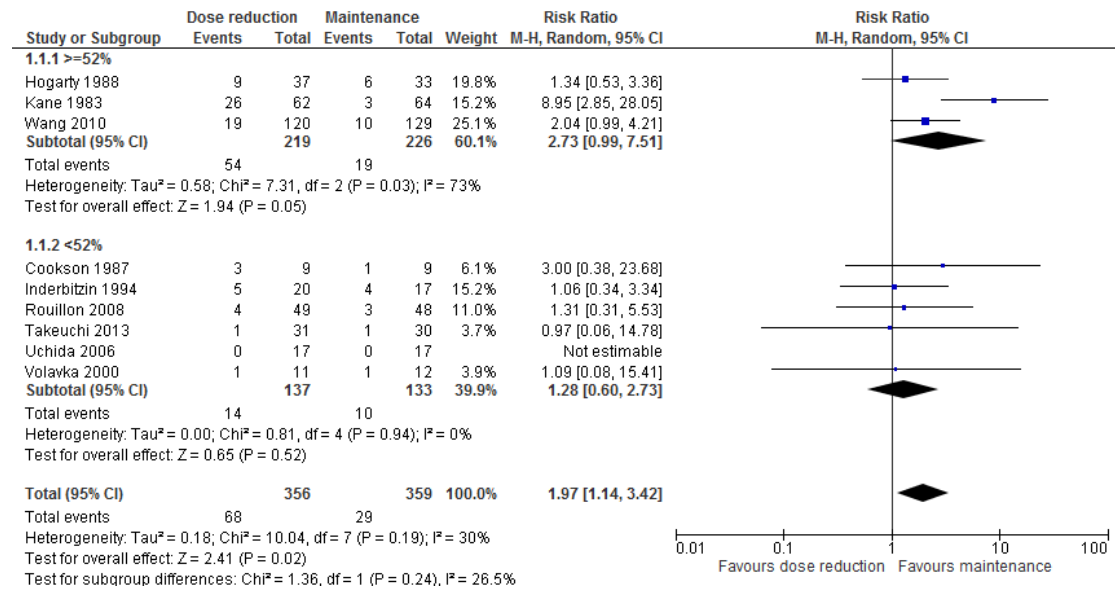 Dose reduction Maintenance Risk Ratio Risk Ratio
Study or Subgroup Events Total Events Total Weight M-H, Random, 95% CI M-H, Random, 95% CI
1.1.1 >=52%
Hogarty 1988 9 37 6 33 19.8% 1.34 [0.53, 3.36]
Kane 1983 26 62 3 64 15.2% 8.95 [2.85, 28.05]
Wang 2010 19 120 10 129 25.1% 2.04 [0.99, 4.21]
Subtotal (95% CI) 219 226 60.1% 2.73 [0.99, 7.51]
Total events 54 19
Heterogeneity: Tau² = 0.58; Chi² = 7.31, df = 2 (P = 0.03); I² = 73%
Test for overall effect: Z = 1.94 (P = 0.05)
1.1.2 <52%
Cookson 1987 3 9 1 9 6.1% 3.00 [0.38, 23.68]
Inderbitzin 1994 5 20 4 17 15.2% 1.06 [0.34, 3.34]
Rouillon 2008 4 49 3 48 11.0% 1.31 [0.31, 5.53]
Takeuchi 2013 1 31 1 30 3.7% 0.97 [0.06, 14.78]
Uchida 2006 0 17 0 17 Not estimable
Volavka 2000 1 11 1 12 3.9% 1.09 [0.08, 15.41]
Subtotal (95% CI) 137 133 39.9% 1.28 [0.60, 2.73]
Total events 14 10
Heterogeneity: Tau² = 0.00; Chi² = 0.81, df = 4 (P = 0.94); I² = 0%
Test for overall effect: Z = 0.65 (P = 0.52)
Total (95% CI) 356 359 100.0% 1.97 [1.14, 3.42]
Total events 68 29
Heterogeneity: Tau² = 0.18; Chi² = 10.04, df = 7 (P = 0.19); I² = 30%
Test for overall effect: Z = 2.41 (P = 0.02)
Test for subgroup differences: Chi² = 1.36, df = 1 (P = 0.24), I² = 26.5%
0.01 0.1 1 10 100
Favours dose reduction Favours maintenance